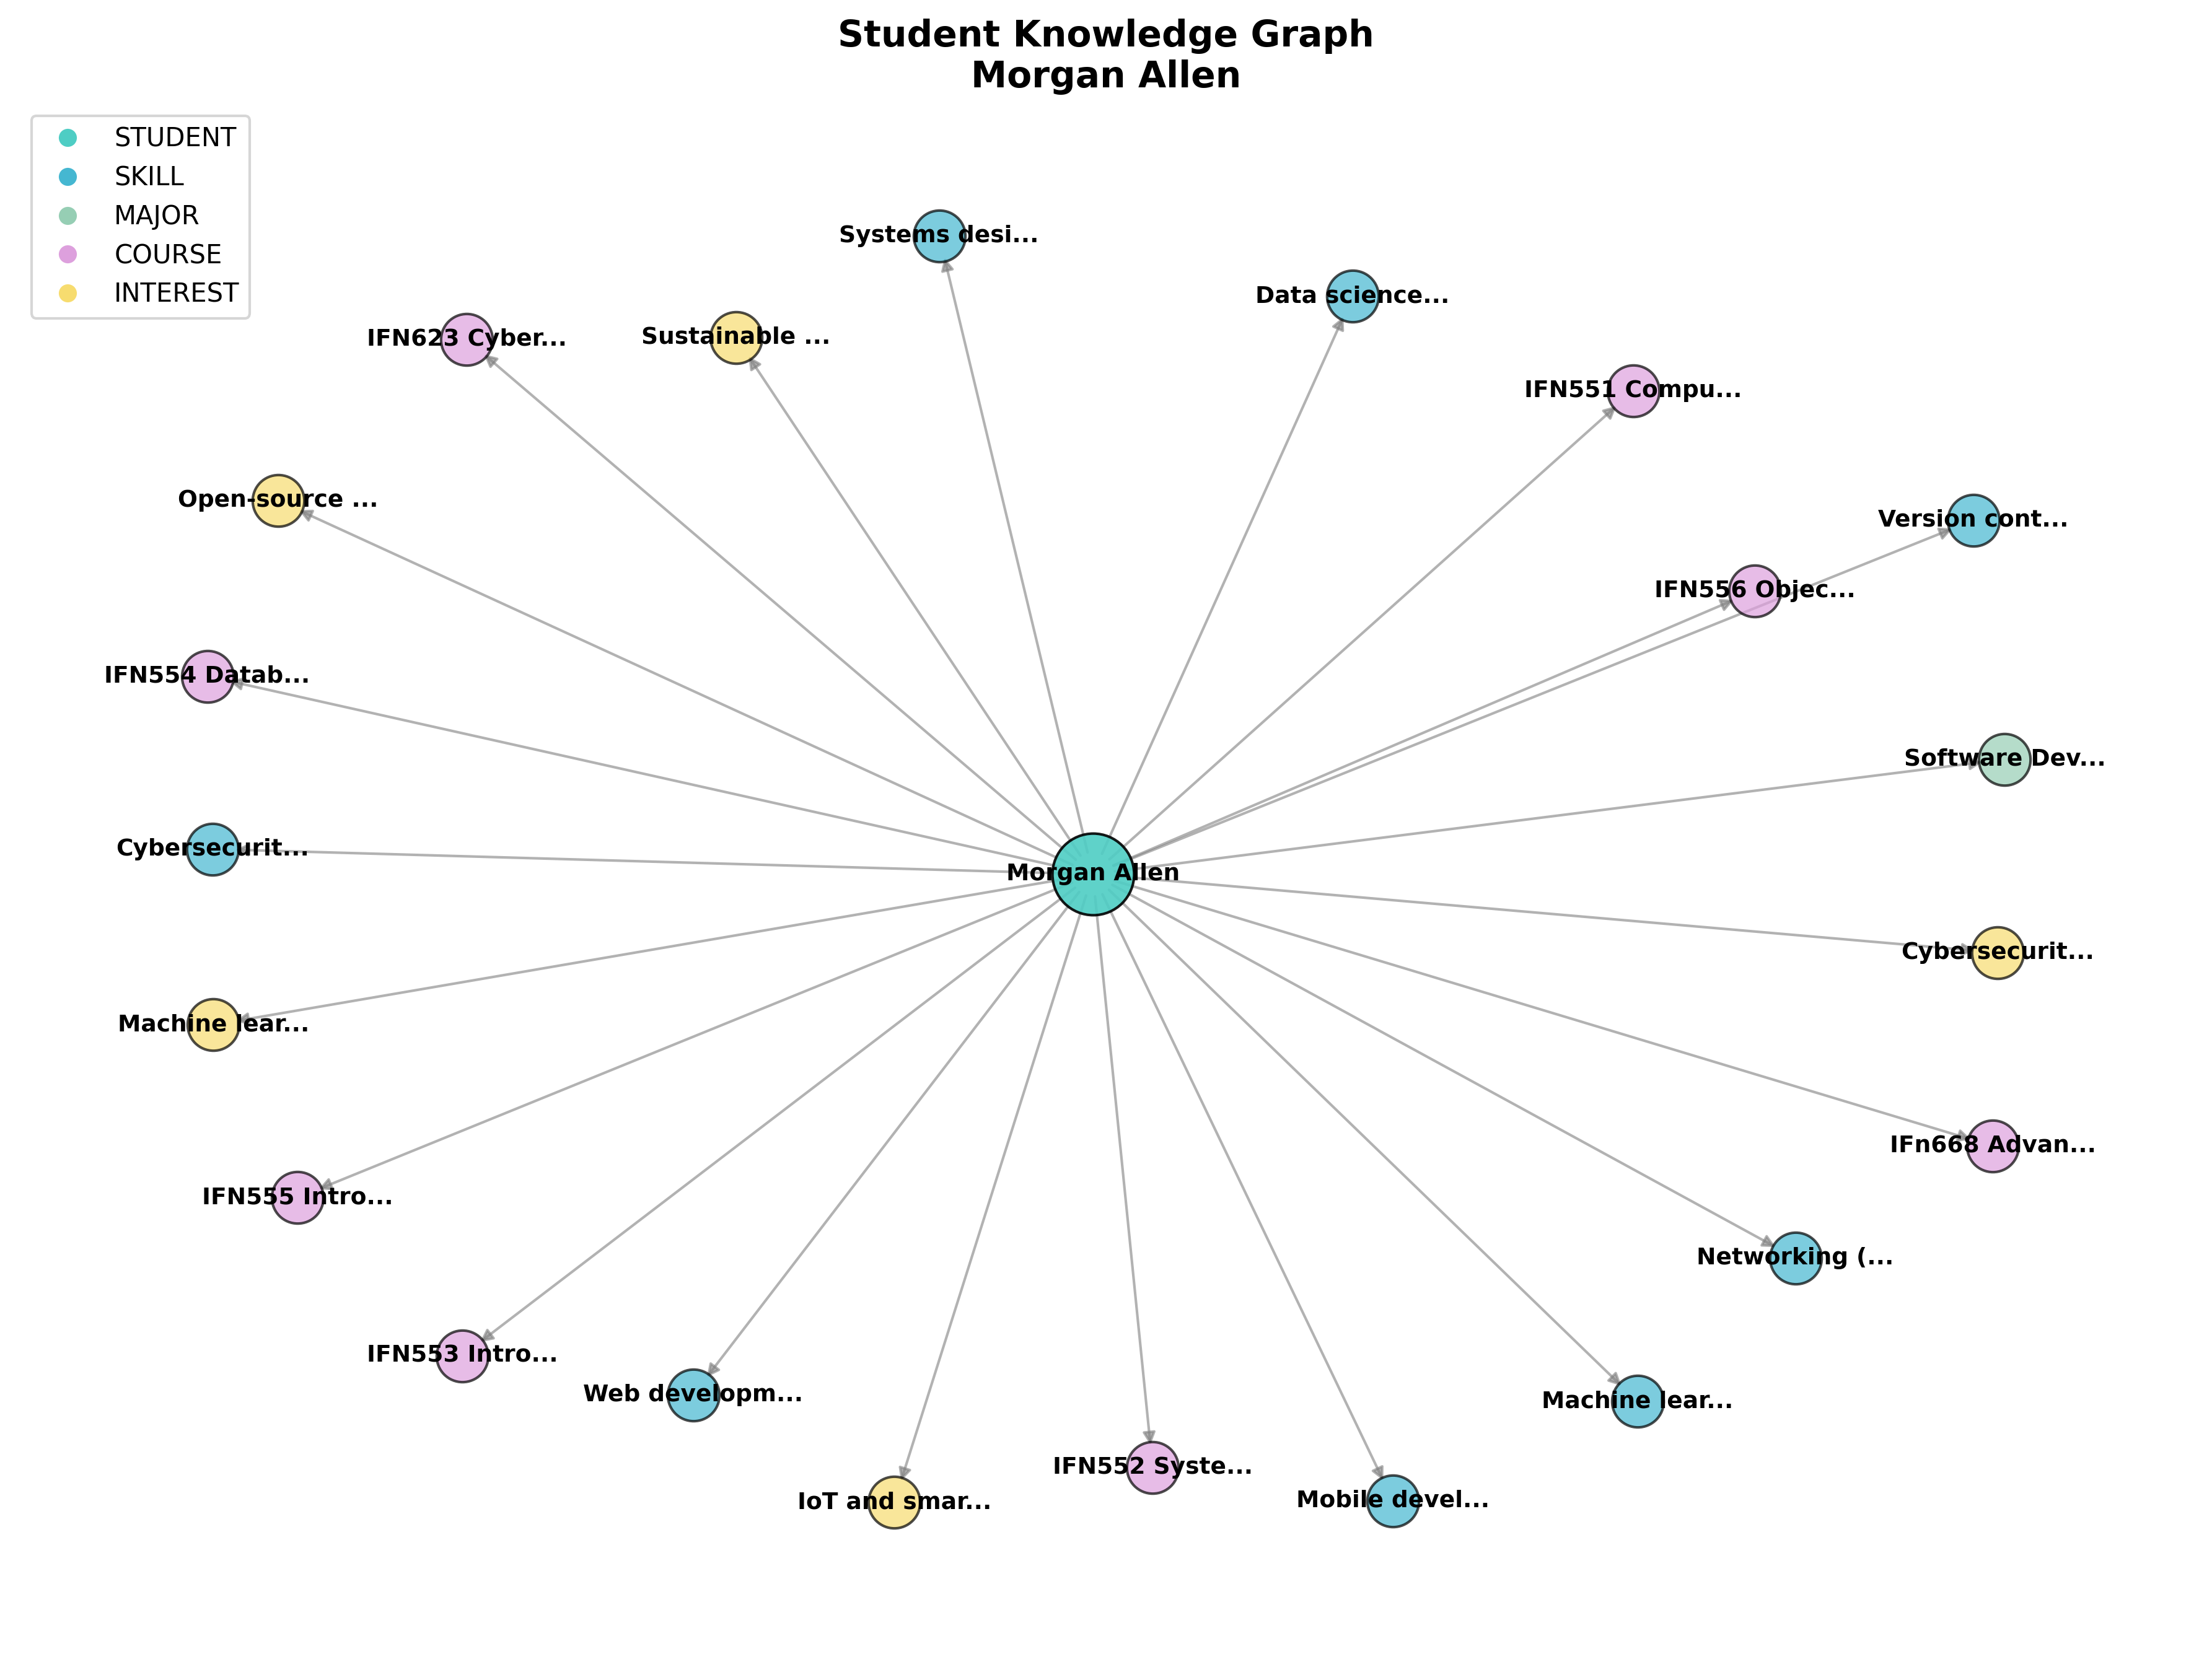 Student Knowledge Graph
Morgan Allen
STUDENT
SKILL
MAJOR
COURSE
INTEREST
Systems desi...
Data science...
IFN623 Cyber...
Sustainable ...
IFN551 Compu...
Open-source ...
Version cont...
IFN556 Objec...
IFN554 Datab...
Software Dev...
Cybersecurit...
Morgan Allen
Cybersecurit...
Machine lear...
IFn668 Advan...
IFN555 Intro...
Networking (...
IFN553 Intro...
Web developm...
Machine lear...
IFN552 Syste...
IoT and smar...
Mobile devel...